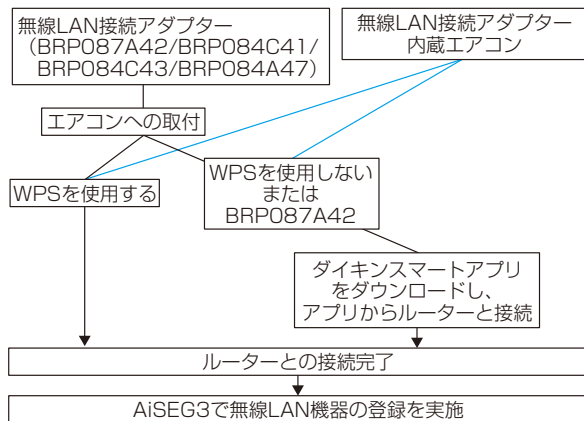 無線LAN接続アダプター
（BRP087A42/BRP084C41/
BRP084C43/BRP084A47）
無線LAN接続アダプター
内蔵エアコン
エアコンへの取付
WPSを使用する
WPSを使用しない
または
BRP087A42
ダイキンスマートアプリ
をダウンロードし、
アプリからルーターと接続
ルーターとの接続完了
AiSEG3で無線LAN機器の登録を実施